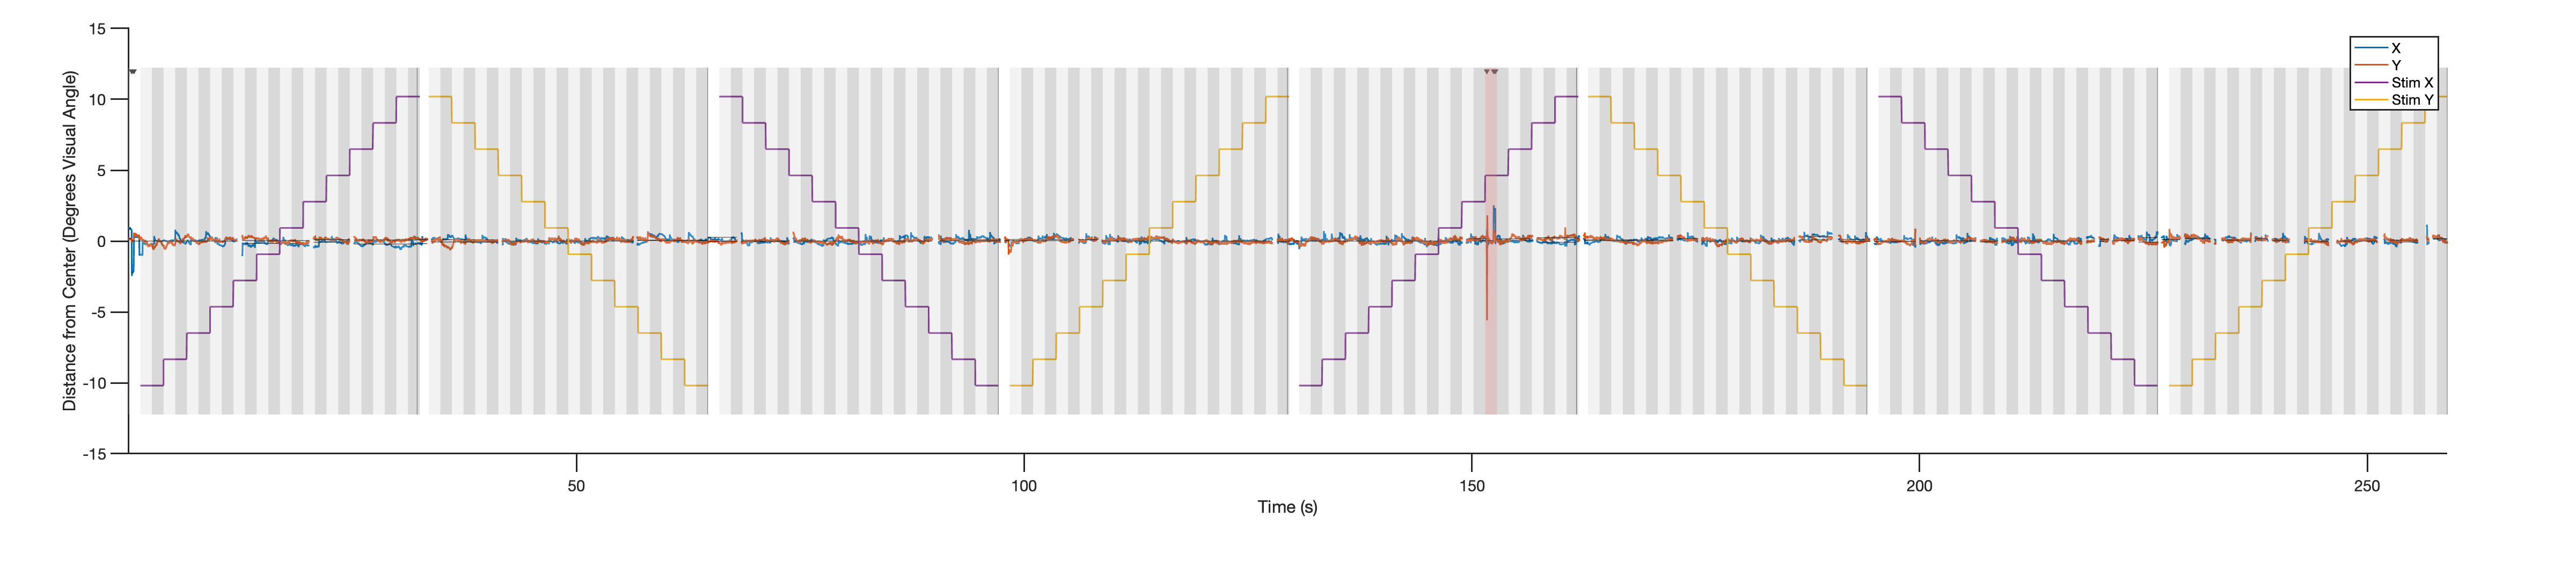 15
10
5
0
-5
-10
-15
Distance from Center (Degrees Visual Angle)
50
100
150
200
250
Time (s)
X
Y
Stim X
Stim Y